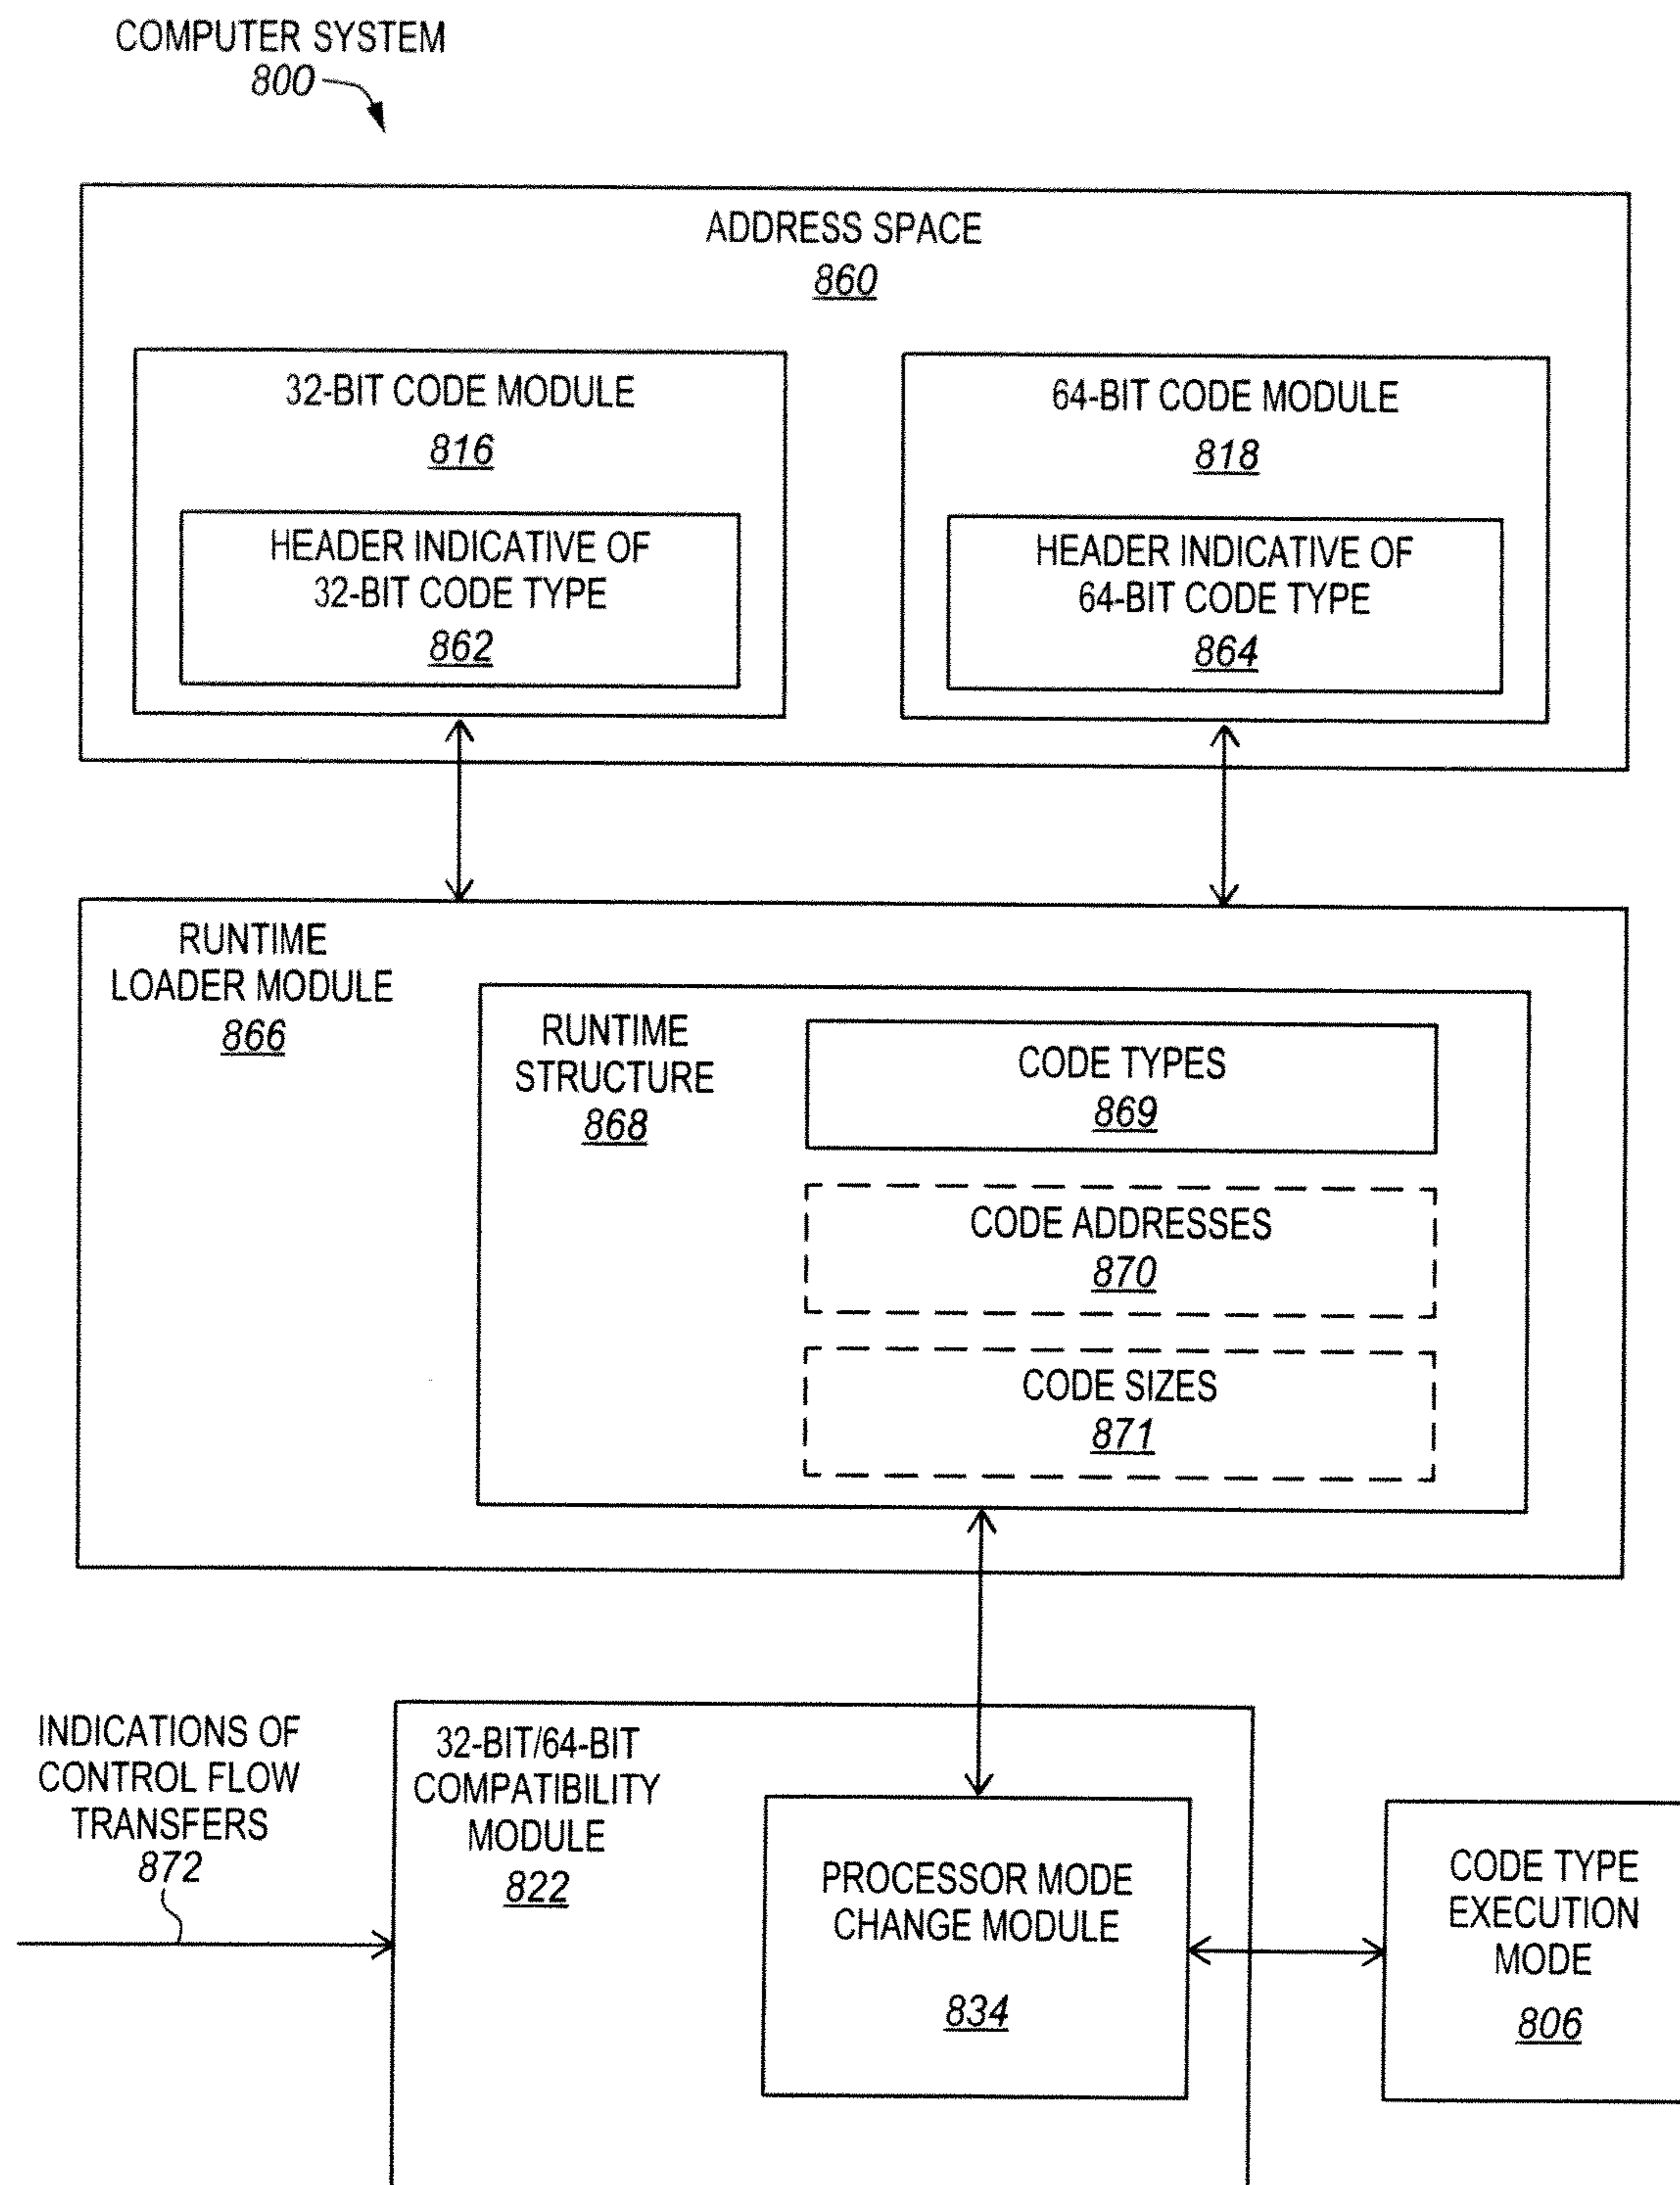 COMPUTER SYSTEM
800
ADDRESS SPACE
860
32-BIT CODE MODULE
816
HEADER INDICATIVE OF
32-BIT CODE TYPE
862
64-BIT CODE MODULE
818
HEADER INDICATIVE OF
64-BIT CODE TYPE
864
RUNTIME
LOADER MODULE
866
RUNTIME
STRUCTURE
868
CODE TYPES
869
CODE ADDRESSES
870
CODE SIZES
871
INDICATIONS OF
CONTROL FLOW
TRANSFERS
872
32-BIT/64-BIT
COMPATIBILITY
MODULE
822
PROCESSOR MODE
CHANGE MODULE
834
CODE TYPE
EXECUTION
MODE
806